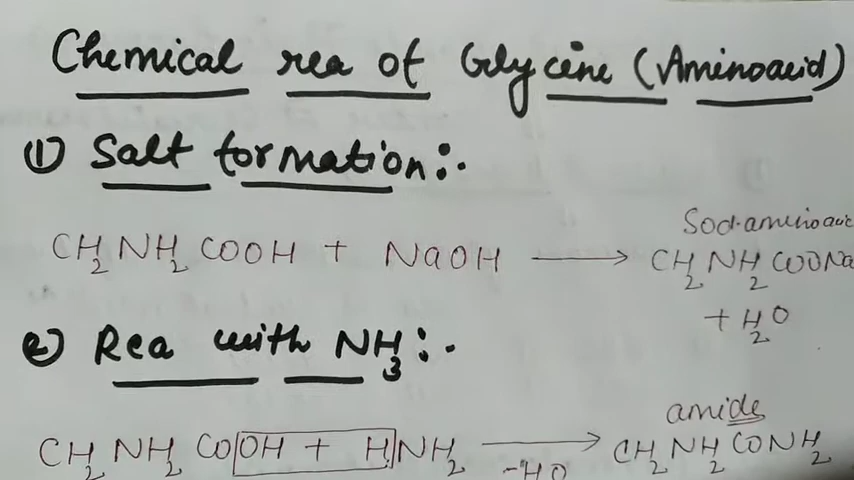 Chemical rea of Glycine (Aminoacid)
① Salt formation:-
Sod. aminoac
CH₂NH₂COOH + NaOH → CH₂NH₂COONa
+ H₂O
② Rea with NH₃:-
amide
CH₂NH₂COOH + HNH₂ → CH₂NH₂CONH₂
-H₂O